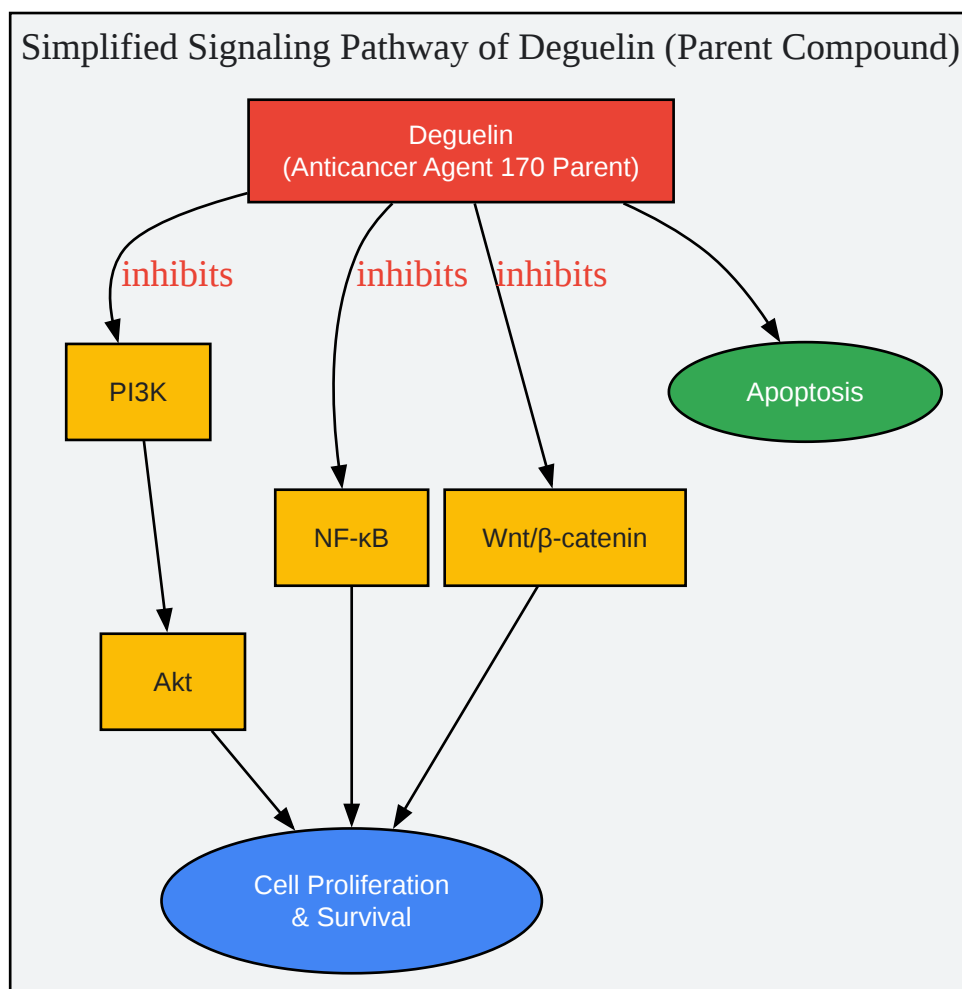 Simplified Signaling Pathway of Deguelin (Parent Compound)
Deguelin
(Anticancer Agent 170 Parent)
inhibits
inhibits
inhibits
PI3K
Apoptosis
NF-κB
Wnt/β-catenin
Akt
Cell Proliferation
& Survival